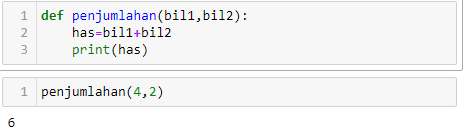 1 def penjumlahan(bil1,bil2):
2     has=bil1+bil2
3     print(has)
1 penjumlahan(4,2)
6